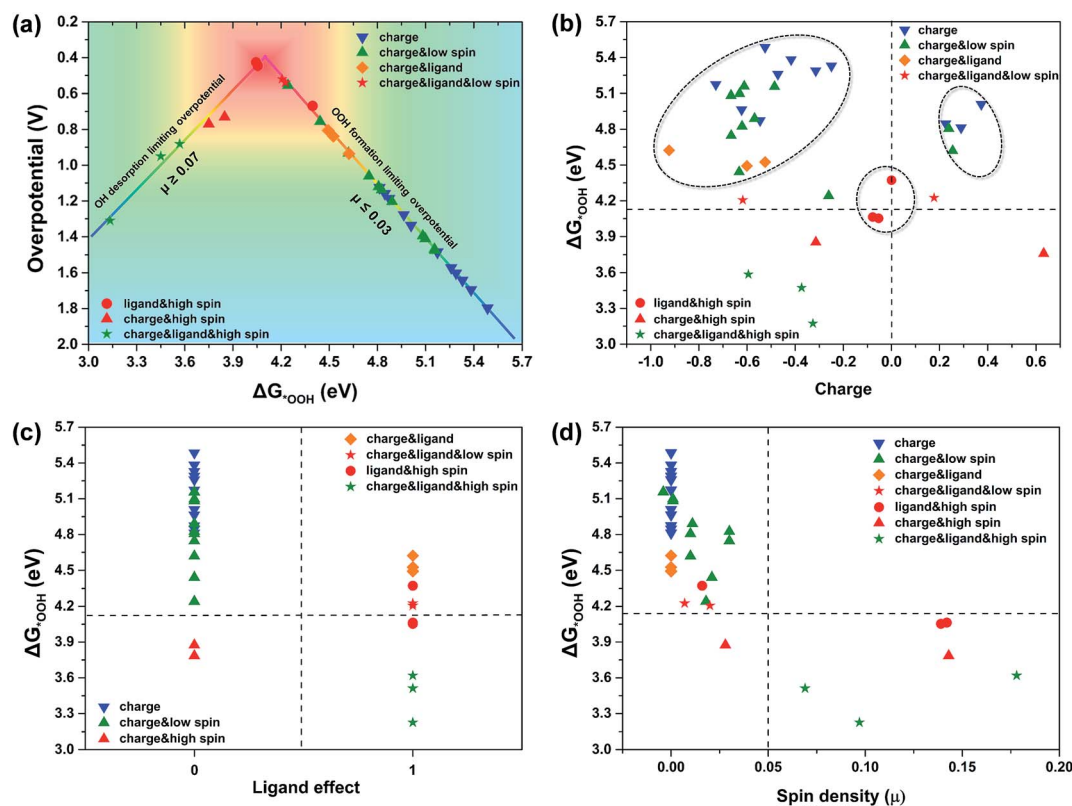 (a)
charge
charge&low spin
charge&ligand
charge&ligand&low spin
OH desorption limiting overpotential
μ ≥ 0.07
OOH formation limiting overpotential
μ ≤ 0.03
ligand&high spin
charge&high spin
charge&ligand&high spin
Overpotential (V)
0.2
0.4
0.6
0.8
1.0
1.2
1.4
1.6
1.8
2.0
3.0 3.3 3.6 3.9 4.2 4.5 4.8 5.1 5.4 5.7
ΔG*OOH (eV)
(b)
charge
charge&low spin
charge&ligand
charge&ligand&low spin
ligand&high spin
charge&high spin
charge&ligand&high spin
ΔG*OOH (eV)
5.7
5.4
5.1
4.8
4.5
4.2
3.9
3.6
3.3
3.0
-1.0 -0.8 -0.6 -0.4 -0.2 0.0 0.2 0.4 0.6
Charge
(c)
charge&ligand
charge&ligand&low spin
ligand&high spin
charge&ligand&high spin
charge
charge&low spin
charge&high spin
ΔG*OOH (eV)
5.7
5.4
5.1
4.8
4.5
4.2
3.9
3.6
3.3
3.0
0 1
Ligand effect
(d)
charge
charge&low spin
charge&ligand
charge&ligand&low spin
ligand&high spin
charge&high spin
charge&ligand&high spin
ΔG*OOH (eV)
5.7
5.4
5.1
4.8
4.5
4.2
3.9
3.6
3.3
3.0
0.00 0.05 0.10 0.15 0.20
Spin density (μ)